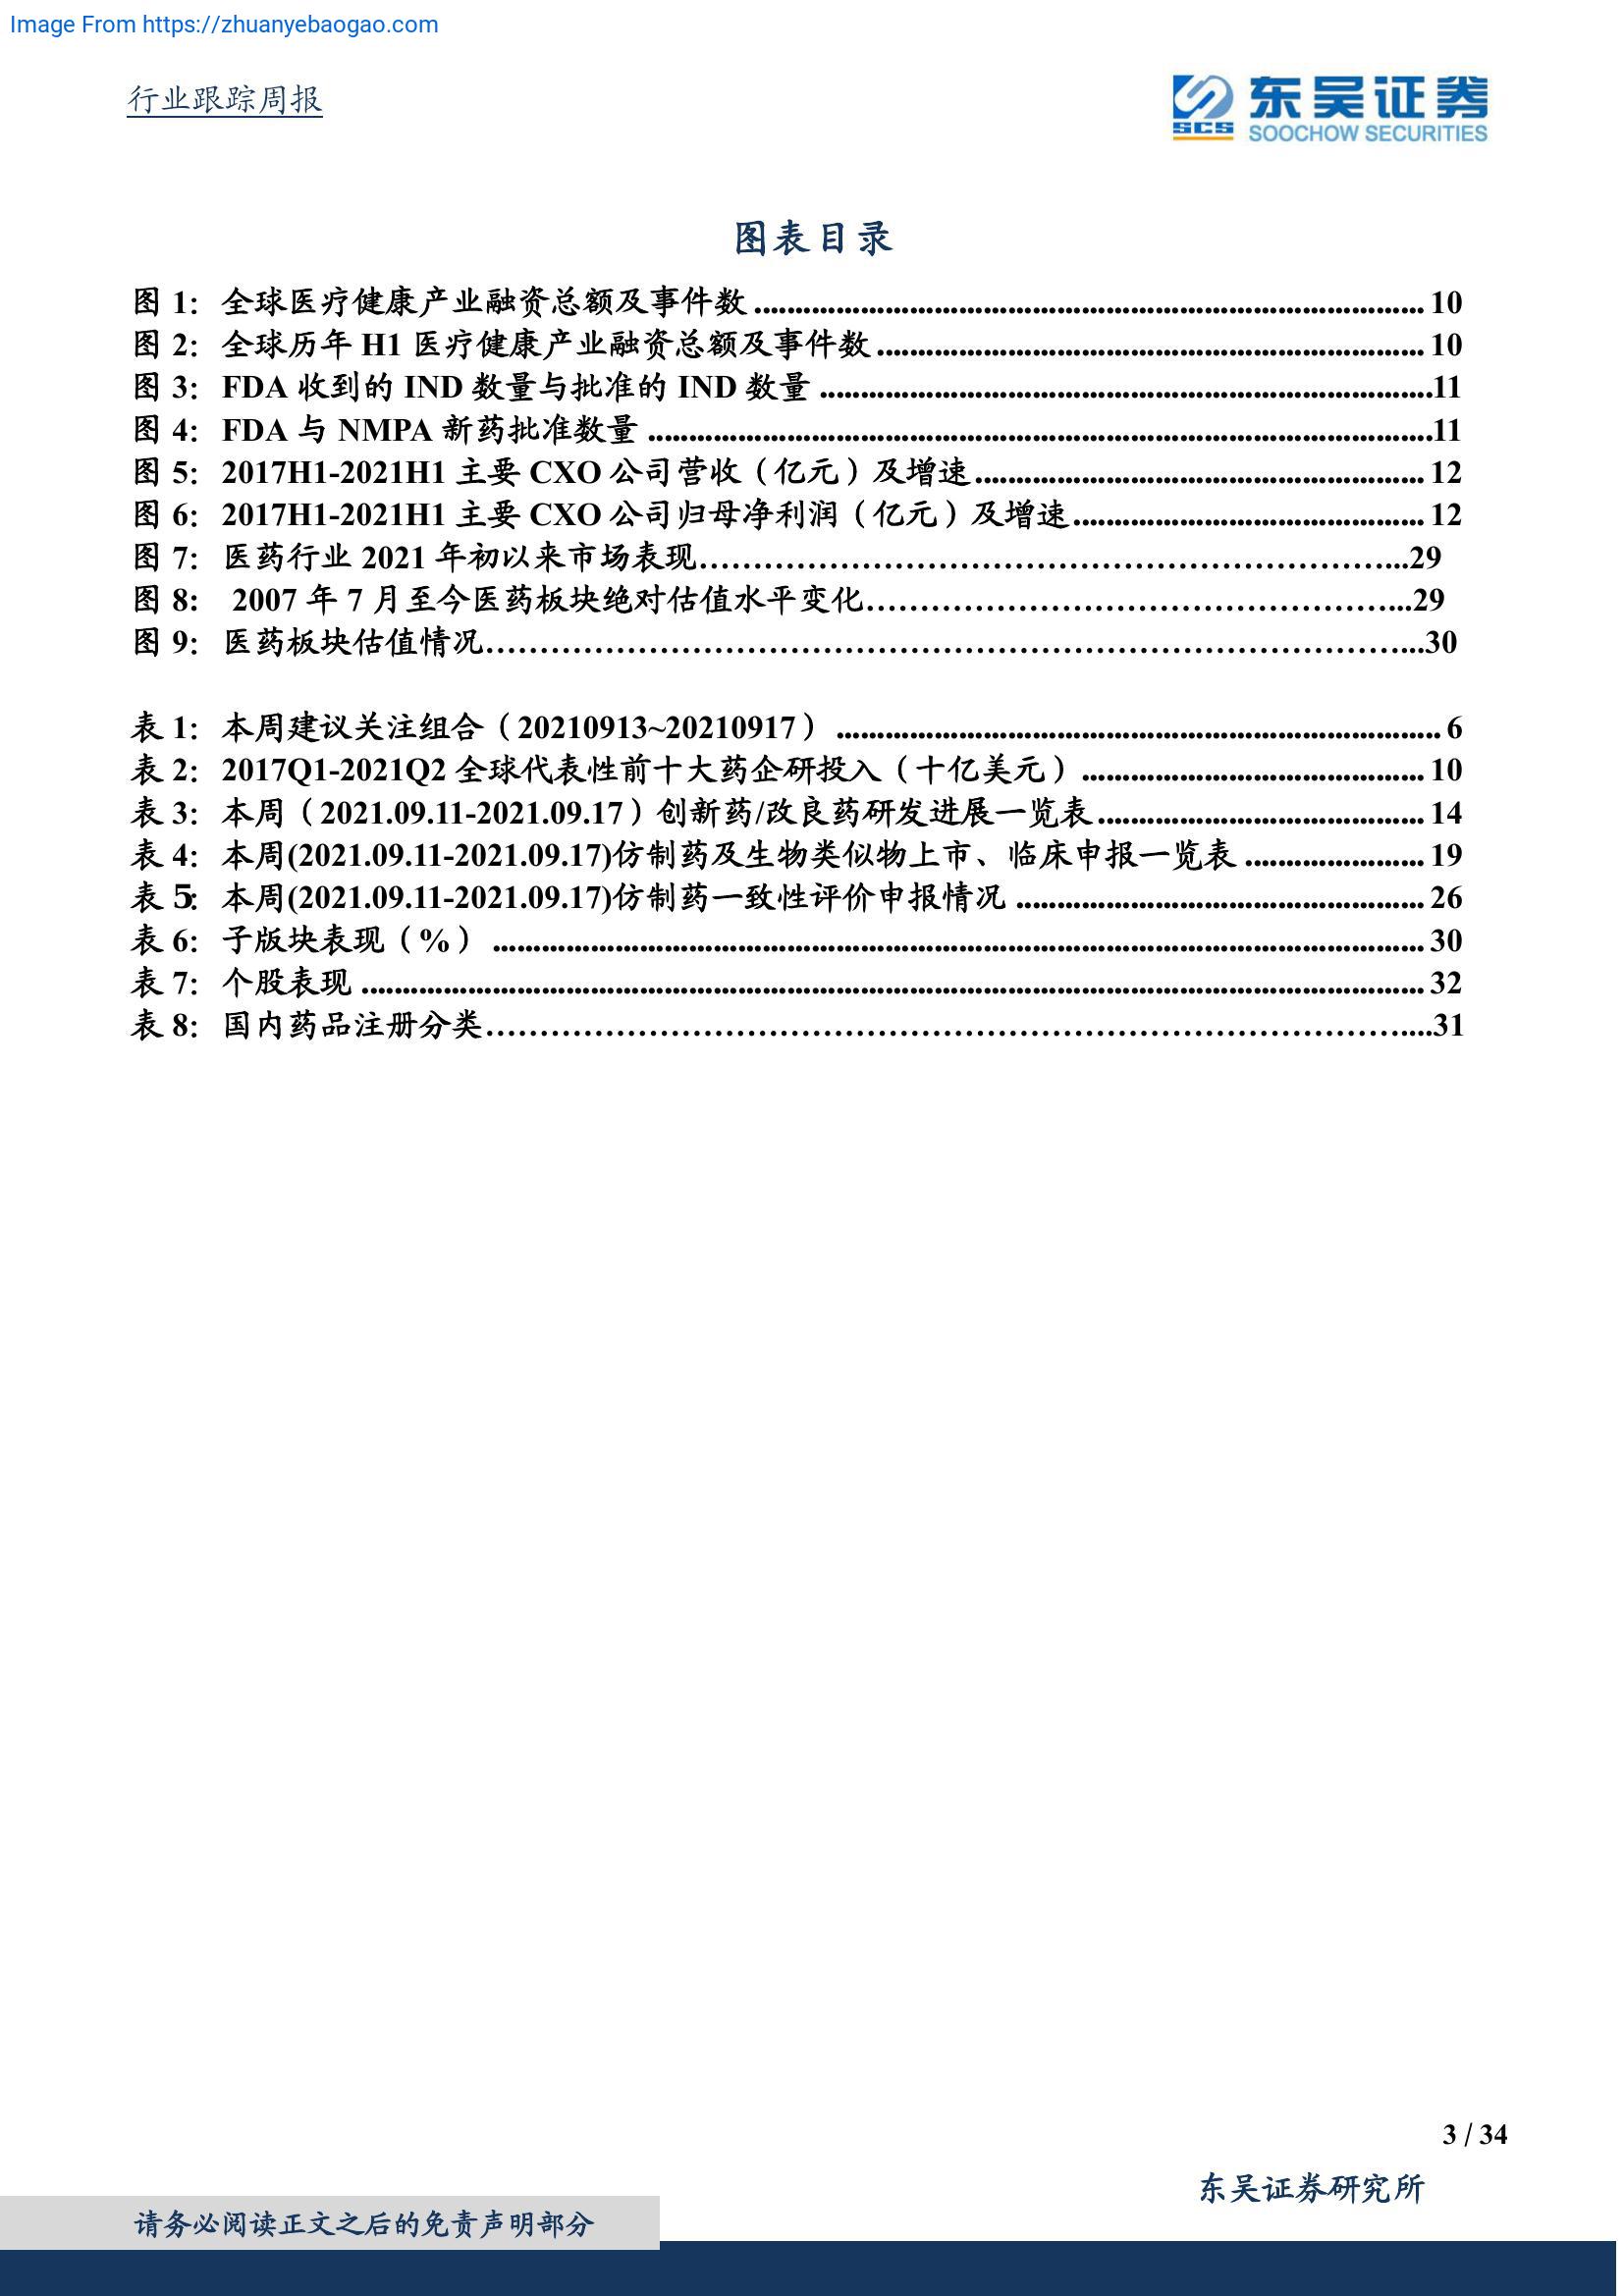 Image From https://zhuanyebaogao.com
行业跟踪周报
东吴证券
SCS
SOOCHOW SECURITIES
图表目录
图 1: 全球医疗健康产业融资总额及事件数........10
图 2: 全球历年 H1 医疗健康产业融资总额及事件数........10
图 3: FDA 收到的 IND 数量与批准的 IND 数量........11
图 4: FDA 与 NMPA 新药批准数量........11
图 5: 2017H1-2021H1 主要 CXO 公司营收（亿元）及增速........12
图 6: 2017H1-2021H1 主要 CXO 公司归母净利润（亿元）及增速........12
图 7: 医药行业 2021 年初以来市场表现........29
图 8: 2007 年 7 月至今医药板块绝对估值水平变化........29
图 9: 医药板块估值情况........30
表 1: 本周建议关注组合（20210913~20210917）........6
表 2: 2017Q1-2021Q2 全球代表性前十大药企研投入（十亿美元）........10
表 3: 本周（2021.09.11-2021.09.17）创新药/改良药研发进展一览表........14
表 4: 本周(2021.09.11-2021.09.17)仿制药及生物类似物上市、临床申报一览表........19
表 5: 本周(2021.09.11-2021.09.17)仿制药一致性评价申报情况........26
表 6: 子版块表现（%）........30
表 7: 个股表现........32
表 8: 国内药品注册分类........31
3 / 34
东吴证券研究所
请务必阅读正文之后的免责声明部分